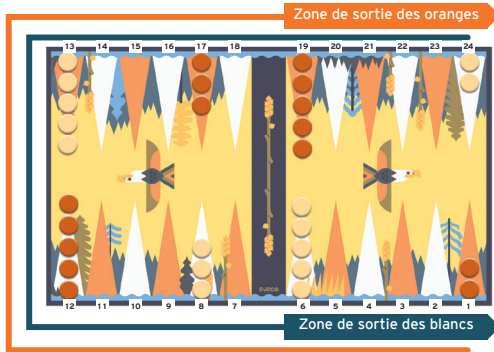 Zone de sortie des oranges
13 14 15 16 17 18 19 20 21 22 23 24
DJECO
12 11 10 9 8 7 6 5 4 3 2 1
Zone de sortie des blancs